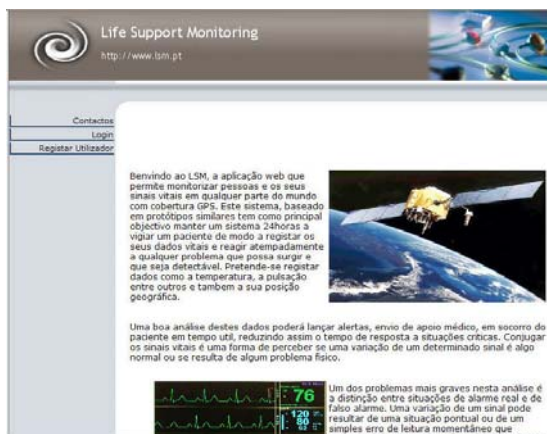 Life Support Monitoring
http://www.lsm.pt
Contactos
Login
Registar Utilizador
Benvindo ao LSM, a aplicação web que
permite monitorizar pessoas e os seus
sinais vitais em qualquer parte do mundo
com cobertura GPS. Este sistema, baseado
em protótipos similares tem como principal
objectivo manter um sistema 24horas a
vigiar um paciente de modo a registar os
seus dados vitais e reagir atempadamente
a qualquer problema que possa surgir e
que seja detectável. Pretende-se registar
dados como a temperatura, a pulsação
entre outros e tambem a sua posição
geográfica.
Uma boa análise destes dados poderá lançar alertas, envio de apoio médico, em socorro do
paciente em tempo util, reduzindo assim o tempo de resposta a situações criticas. Conjugar
os sinais vitais é uma forma de perceber se uma variação de um determinado sinal é algo
normal ou se resulta de algum problema fisico.
76
120
80
62
Um dos problemas mais graves nesta análise é
a distinção entre situações de alarme real e de
falso alarme. Uma variação de um sinal pode
resultar de uma situação pontual ou de um
simples erro de leitura momentâneo que